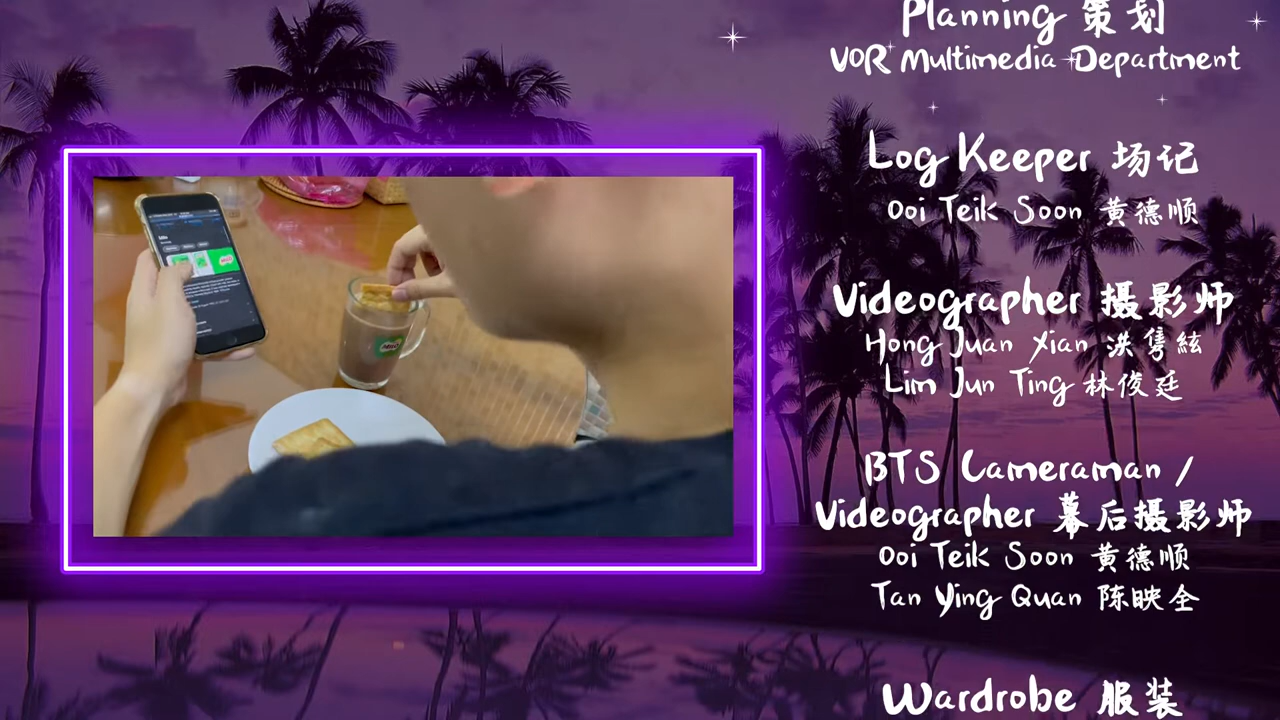 Planning 策划
VOR Multimedia Department
Log Keeper 场记
Ooi Teik Soon 黄德顺
Videographer 摄影师
Hong Juan Xian 洪隽絃
Lim Jun Ting 林俊廷
BTS Cameraman /
Videographer 幕后摄影师
Ooi Teik Soon 黄德顺
Tan Ying Quan 陈映全
Wardrobe 服装